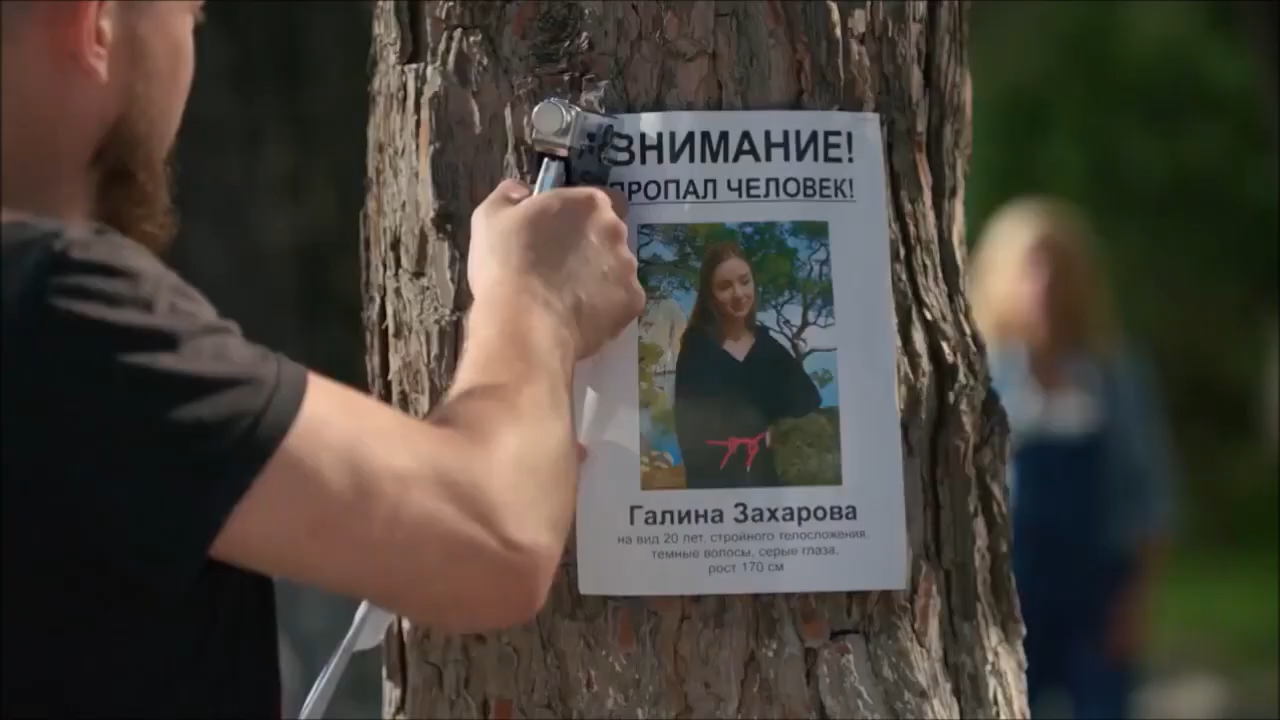 ВНИМАНИЕ!
ПРОПАЛ ЧЕЛОВЕК!
Галина Захарова
на вид 20 лет, стройного телосложения,
темные волосы, серые глаза,
рост 170 см